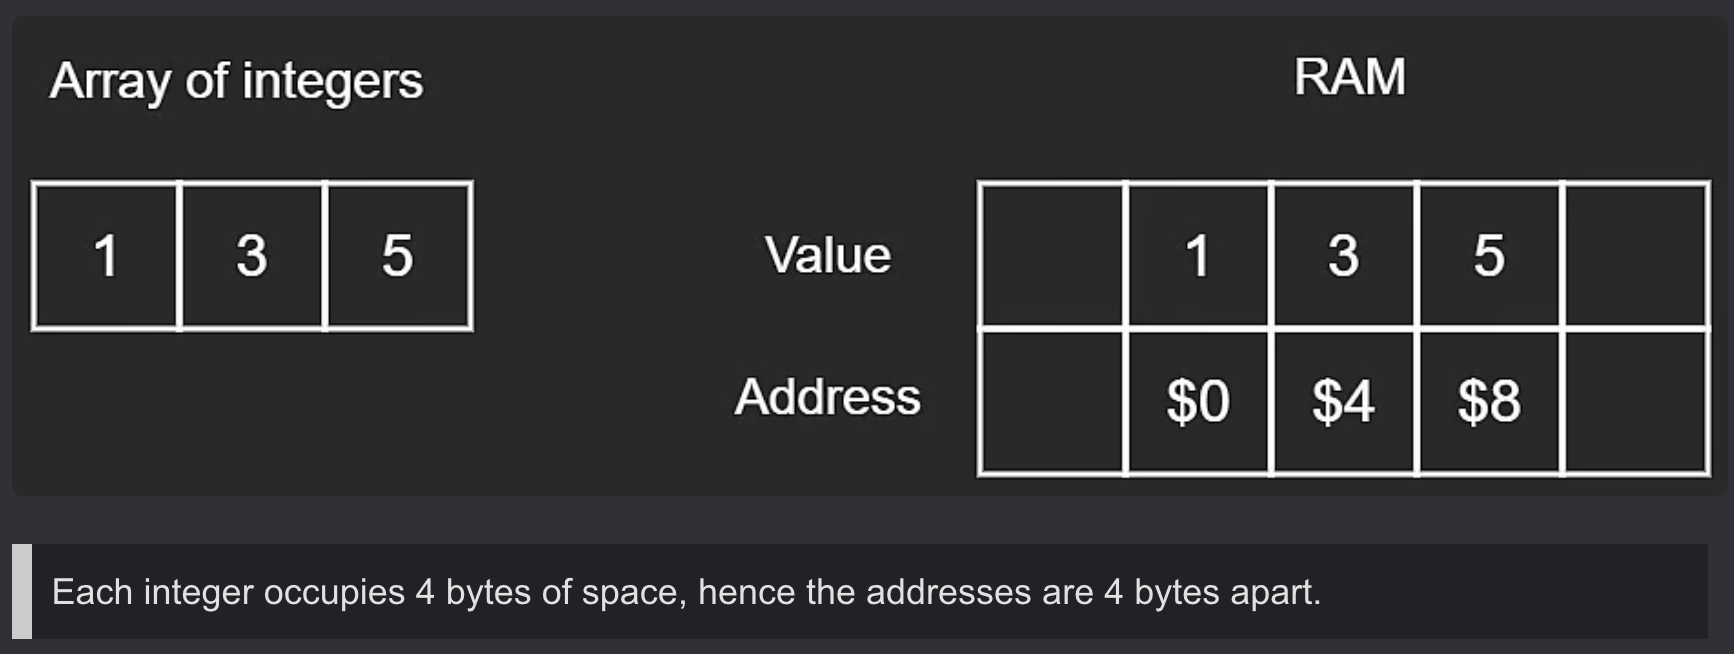 Array of integers
RAM
1 3 5
Value 1 3 5
Address $0 $4 $8
Each integer occupies 4 bytes of space, hence the addresses are 4 bytes apart.